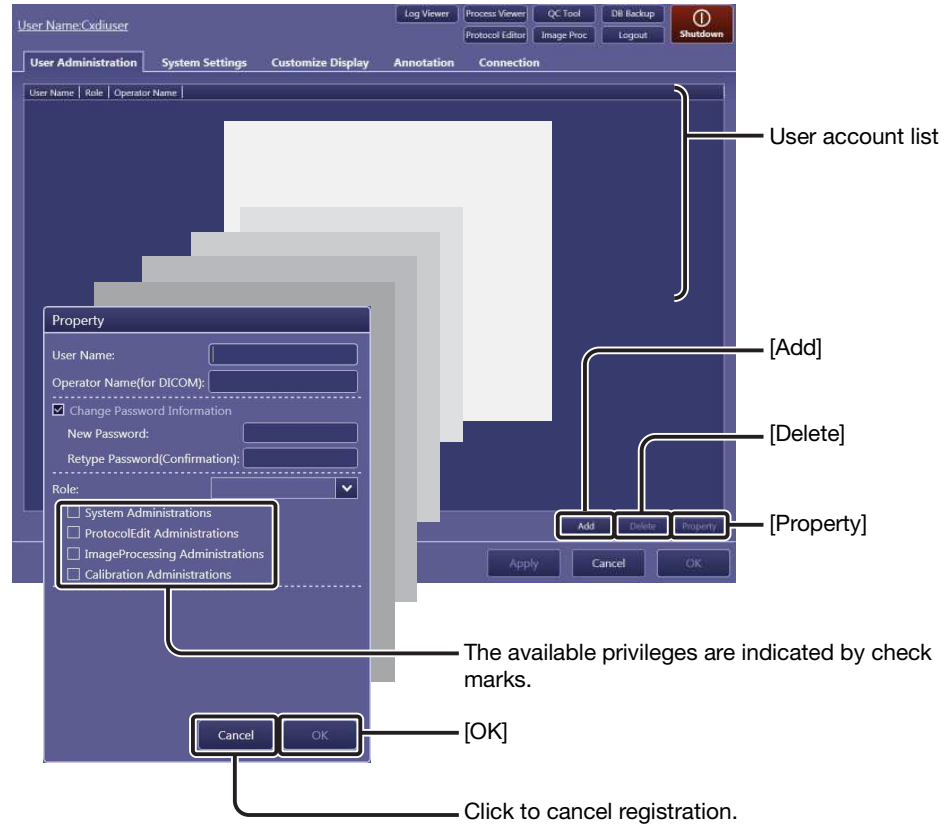 User Name:Cxdiuser
Log Viewer
Process Viewer
QC Tool
DB Backup
Shutdown
Protocol Editor
Image Proc
Logout
User Administration
System Settings
Customize Display
Annotation
Connection
User Name
Role
Operator Name
User account list
Property
User Name:
Operator Name(for DICOM):
Change Password Information
New Password:
Retype Password(Confirmation):
Role:
System Administrations
ProtocolEdit Administrations
ImageProcessing Administrations
Calibration Administrations
[Add]
[Delete]
Add
Delete
Property
[Property]
Apply
Cancel
OK
The available privileges are indicated by check
marks.
Cancel
OK
[OK]
Click to cancel registration.